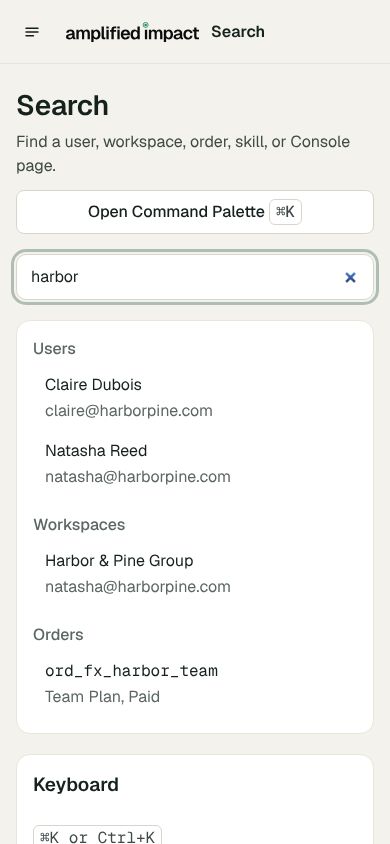 amplified impact Search
Search
Find a user, workspace, order, skill, or Console
page.
Open Command Palette ⌘K
harbor
Users
Claire Dubois
claire@harborpine.com
Natasha Reed
natasha@harborpine.com
Workspaces
Harbor & Pine Group
natasha@harborpine.com
Orders
ord_fx_harbor_team
Team Plan, Paid
Keyboard
⌘K or Ctrl+K